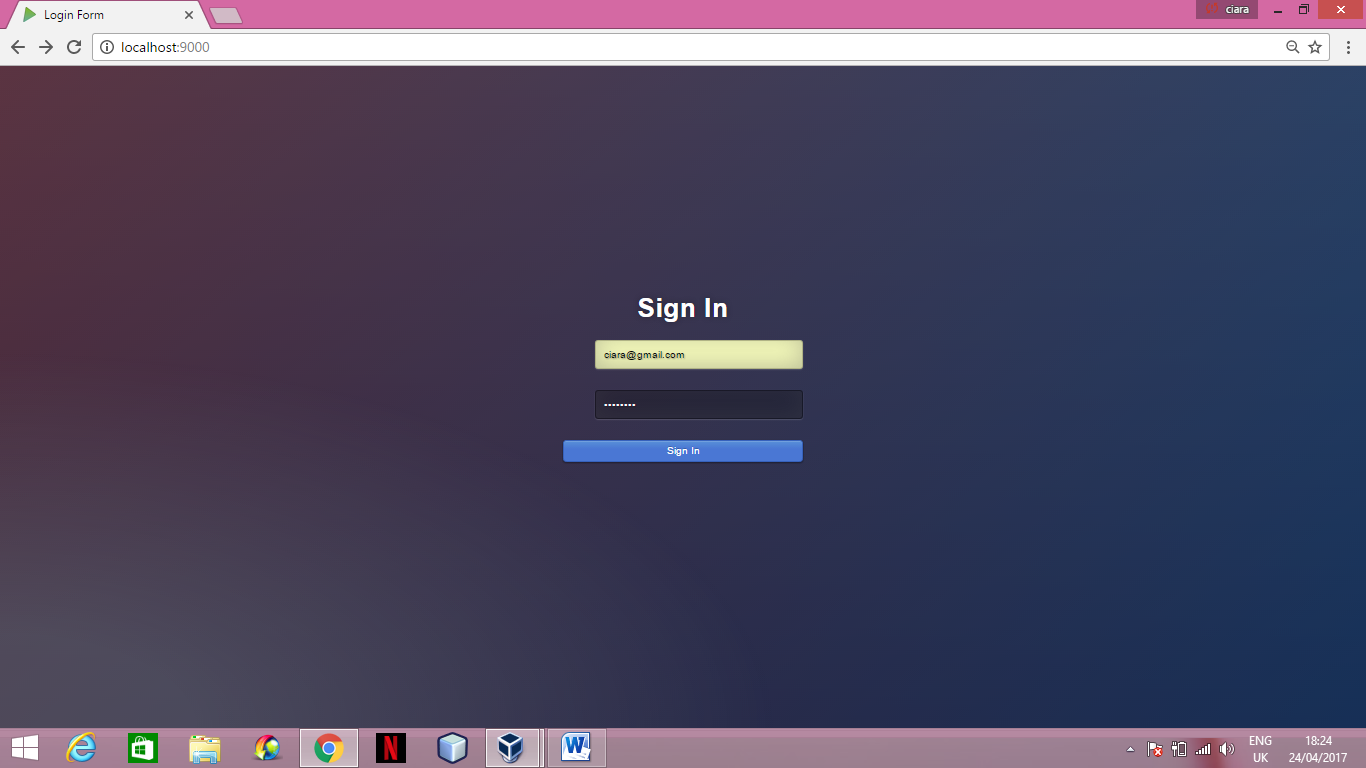 Login Form
ciara
localhost:9000
Sign In
ciara@gmail.com
••••••••
Sign In
ENG
UK
18:24
24/04/2017